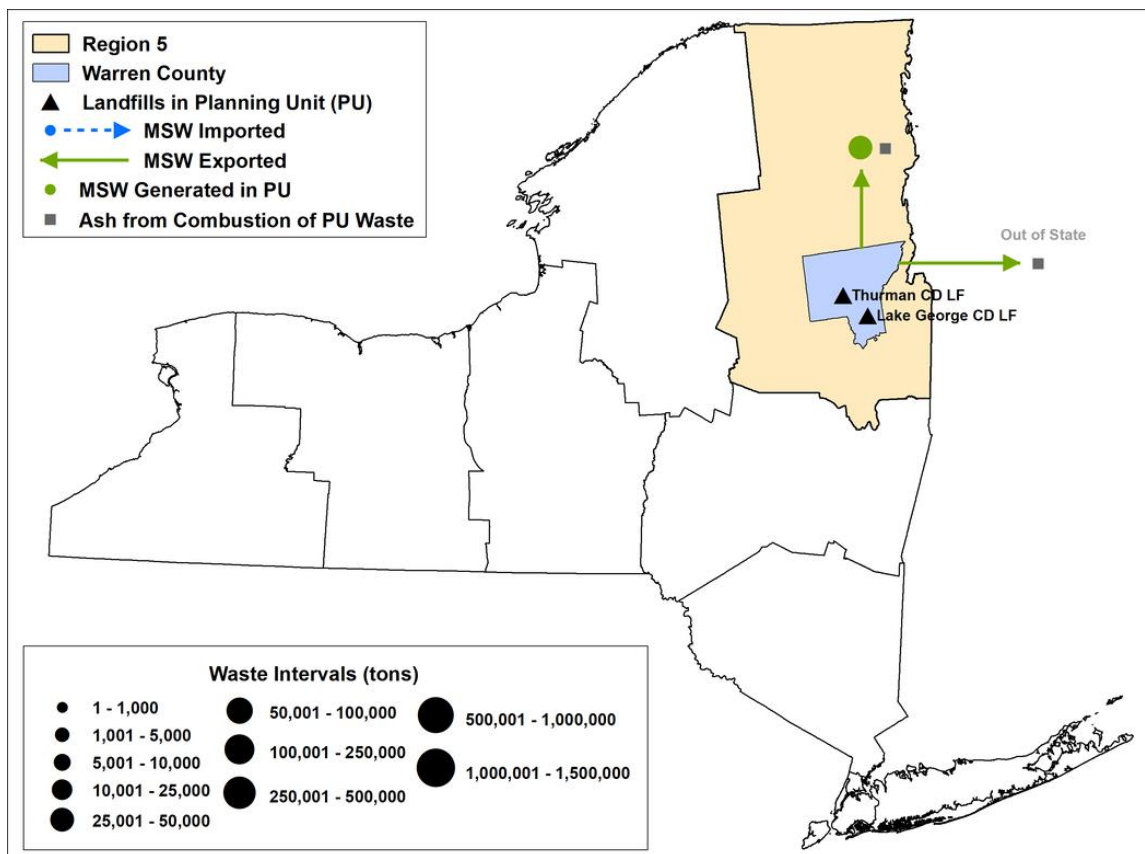 Region 5
Warren County
Landfills in Planning Unit (PU)
MSW Imported
MSW Exported
MSW Generated in PU
Ash from Combustion of PU Waste
Out of State
Thurman CD LF
Lake George CD LF
Waste Intervals (tons)
1 - 1,000
1,001 - 5,000
5,001 - 10,000
10,001 - 25,000
25,001 - 50,000
50,001 - 100,000
100,001 - 250,000
250,001 - 500,000
500,001 - 1,000,000
1,000,001 - 1,500,000